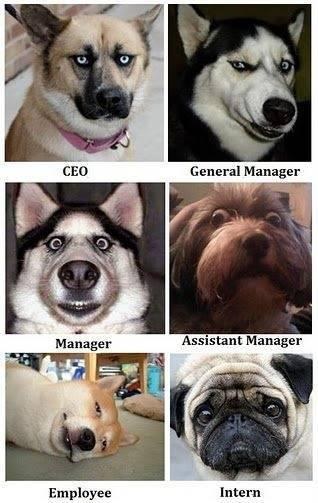 CEO
General Manager
Manager
Assistant Manager
Employee
Intern